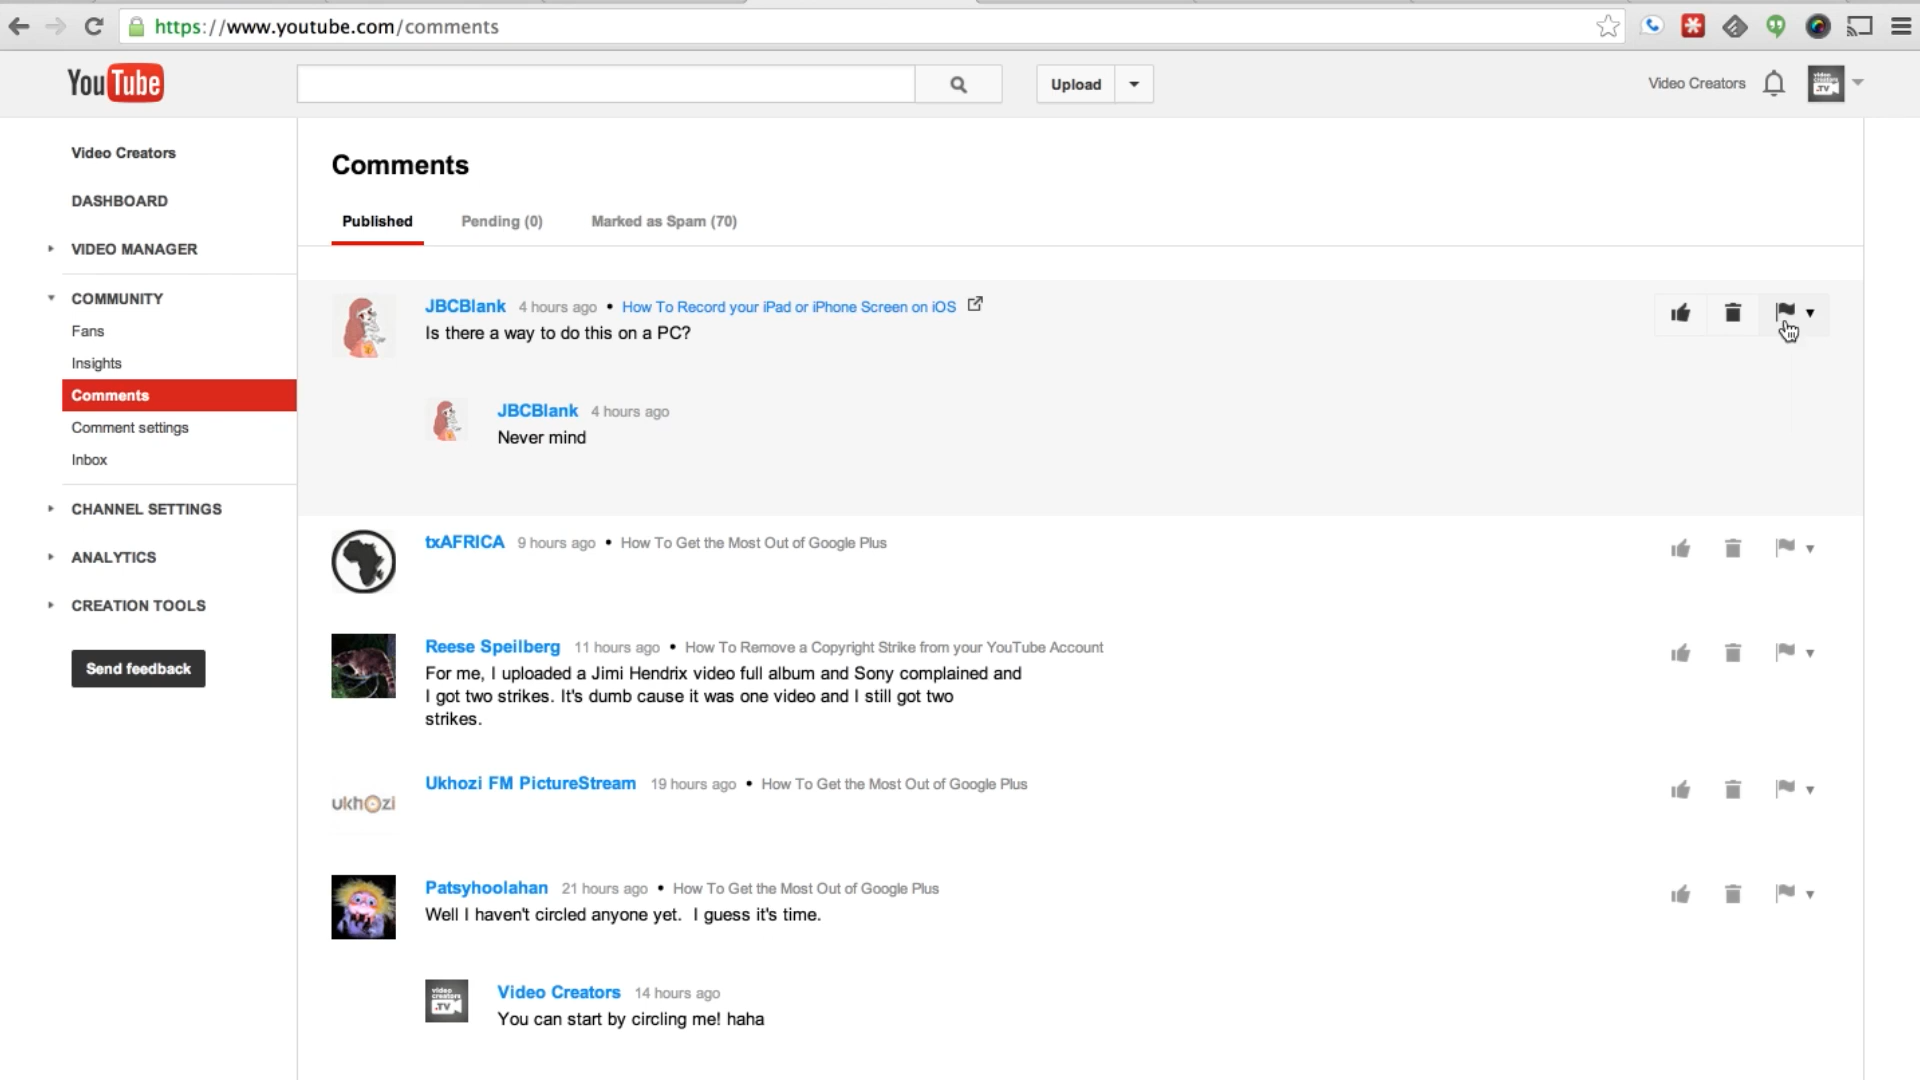 https://www.youtube.com/comments
YouTube
Upload
Video Creators
video creators .TV
Video Creators
DASHBOARD
VIDEO MANAGER
COMMUNITY
Fans
Insights
Comments
Comment settings
Inbox
CHANNEL SETTINGS
ANALYTICS
CREATION TOOLS
Send feedback
Comments
Published Pending (0) Marked as Spam (70)
JBCBlank 4 hours ago • How To Record your iPad or iPhone Screen on iOS
Is there a way to do this on a PC?
JBCBlank 4 hours ago
Never mind
txAFRICA 9 hours ago • How To Get the Most Out of Google Plus
Reese Speilberg 11 hours ago • How To Remove a Copyright Strike from your YouTube Account
For me, I uploaded a Jimi Hendrix video full album and Sony complained and
I got two strikes. It's dumb cause it was one video and I still got two
strikes.
ukhozi
Ukhozi FM PictureStream 19 hours ago • How To Get the Most Out of Google Plus
Patsyhoolahan 21 hours ago • How To Get the Most Out of Google Plus
Well I haven't circled anyone yet. I guess it's time.
video creators .TV
Video Creators 14 hours ago
You can start by circling me! haha